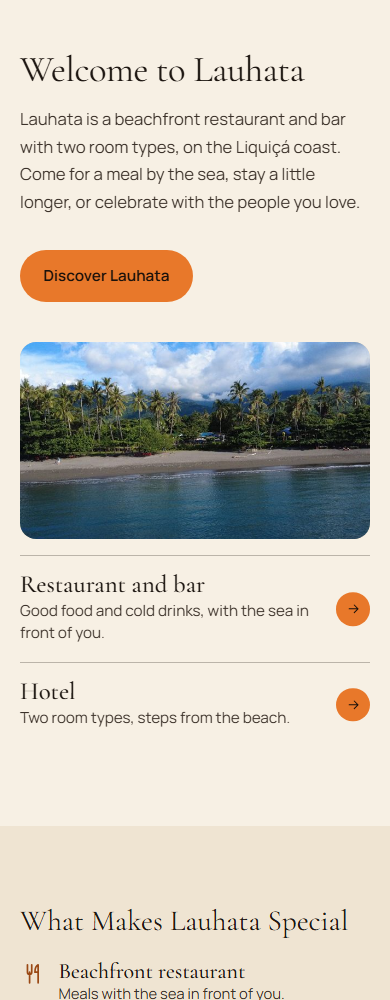 Welcome to Lauhata
Lauhata is a beachfront restaurant and bar
with two room types, on the Liquiçá coast.
Come for a meal by the sea, stay a little
longer, or celebrate with the people you love.
Discover Lauhata
Restaurant and bar
Good food and cold drinks, with the sea in
front of you.
Hotel
Two room types, steps from the beach.
What Makes Lauhata Special
Beachfront restaurant
Meals with the sea in front of you.